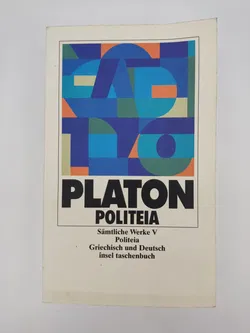 PLATON
POLITEIA
Sämtliche Werke V
Politeia
Griechisch und Deutsch
insel taschenbuch